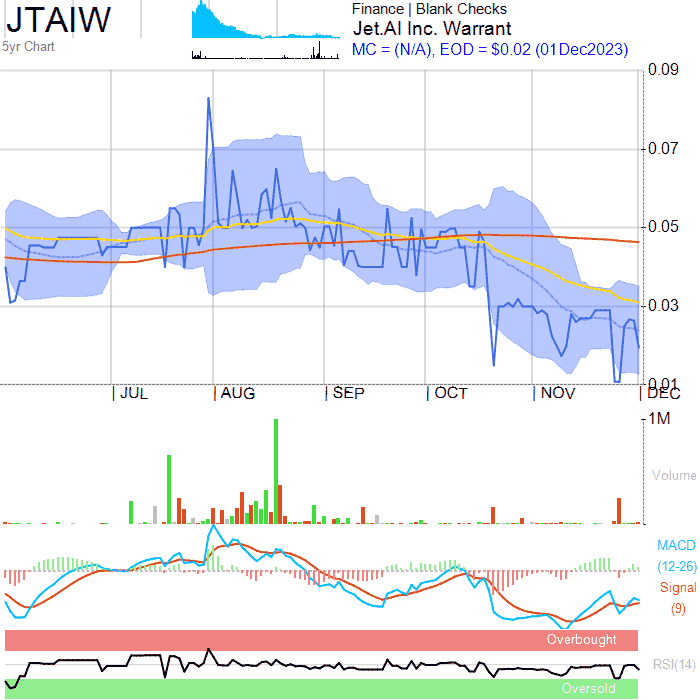 JTAIW
5yr Chart
Finance | Blank Checks
Jet.AI Inc. Warrant
MC = (N/A), EOD = $0.02 (01Dec2023)
0.09
0.07
0.05
0.03
0.01
JUL AUG SEP OCT NOV DEC
1M
Volume
MACD
(12-26)
Signal
(9)
Overbought
RSI(14)
Oversold